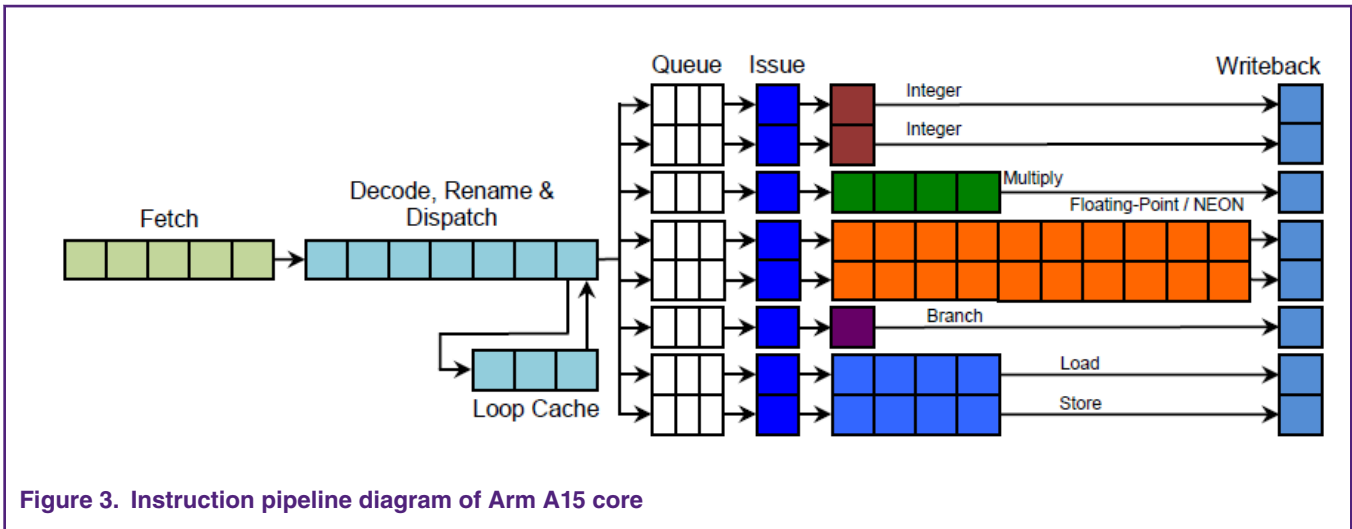 Queue
Issue
Writeback
Integer
Integer
Decode, Rename &
Dispatch
Multiply
Floating-Point / NEON
Fetch
Branch
Load
Loop Cache
Store
Figure 3. Instruction pipeline diagram of Arm A15 core